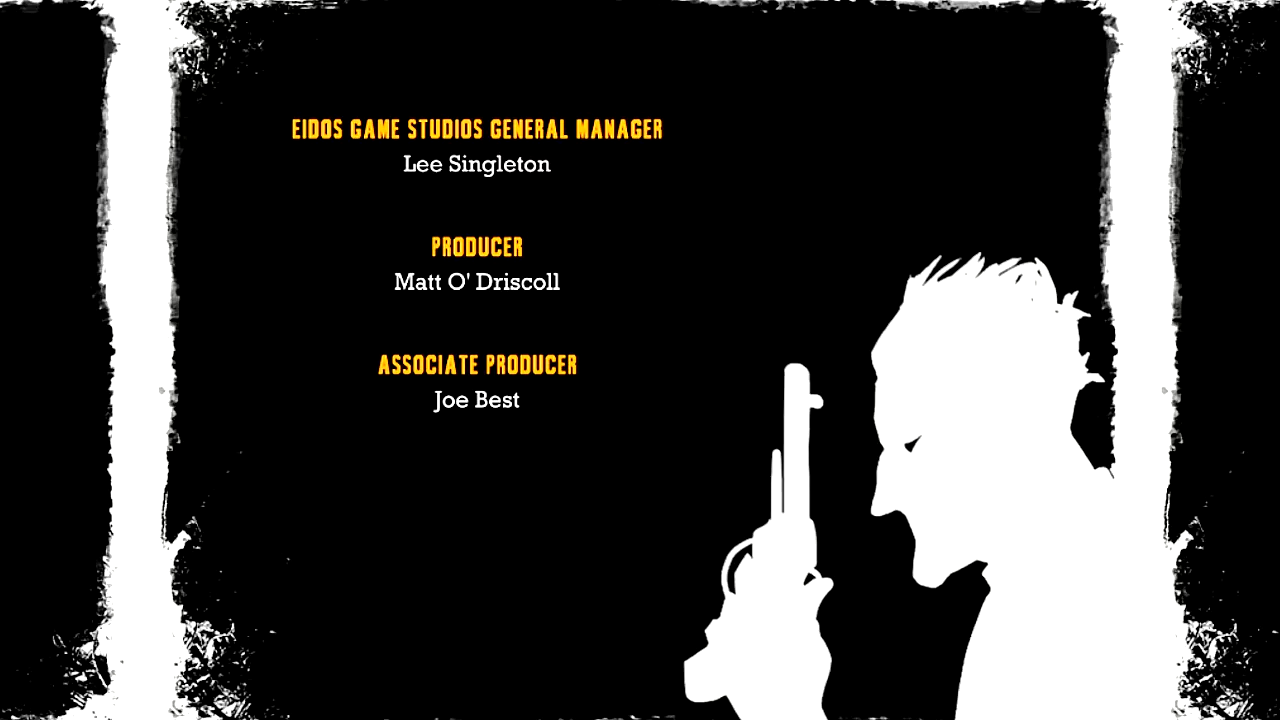 EIDOS GAME STUDIOS GENERAL MANAGER
Lee Singleton
PRODUCER
Matt O' Driscoll
ASSOCIATE PRODUCER
Joe Best